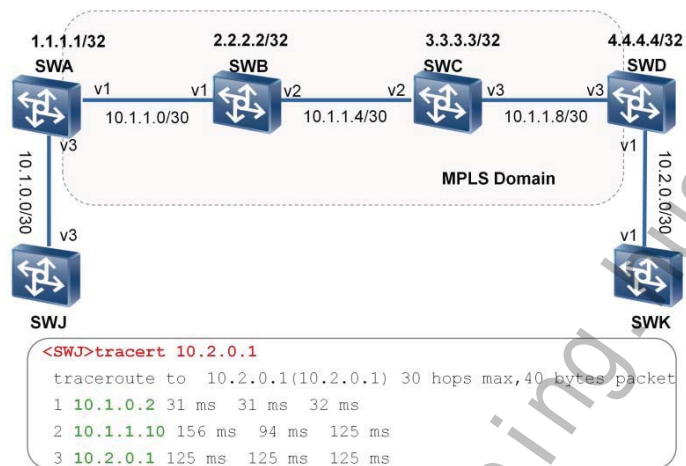 1.1.1.1/32 2.2.2.2/32 3.3.3.3/32 4.4.4.4/32
SWA SWB SWC SWD
v1 v1 v2 v2 v3 v3
10.1.1.0/30 10.1.1.4/30 10.1.1.8/30
v3 v1
10.1.0.0/30 10.2.0.0/30
MPLS Domain
v3 v1
SWJ SWK
<SWJ>tracert 10.2.0.1
traceroute to 10.2.0.1(10.2.0.1) 30 hops max,40 bytes packet
1 10.1.0.2 31 ms 31 ms 32 ms
2 10.1.1.10 156 ms 94 ms 125 ms
3 10.2.0.1 125 ms 125 ms 125 ms